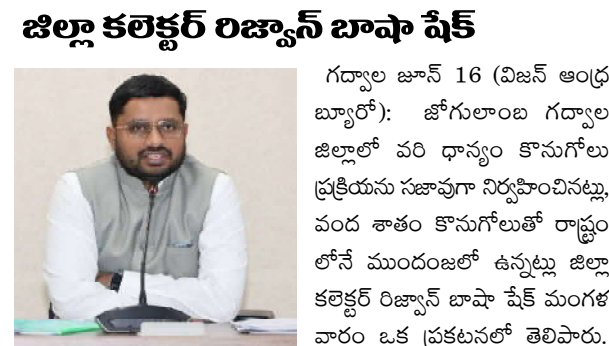 జిల్లా కలెక్టర్ రిజ్వాన్ బాషా షేక్
గద్వాల జూన్ 16 (విజన్ ఆంధ్ర
బ్యూరో): జోగులాంబ గద్వాల
జిల్లాలో వరి ధాన్యం కొనుగోలు
ప్రక్రియను సజావుగా నిర్వహించినట్లు,
వంద శాతం కొనుగోలుతో రాష్ట్రం
లోనే ముందంజలో ఉన్నట్లు జిల్లా
కలెక్టర్ రిజ్వాన్ బాషా షేక్ మంగళ
వారం ఒక ప్రకటనలో తెలిపారు.